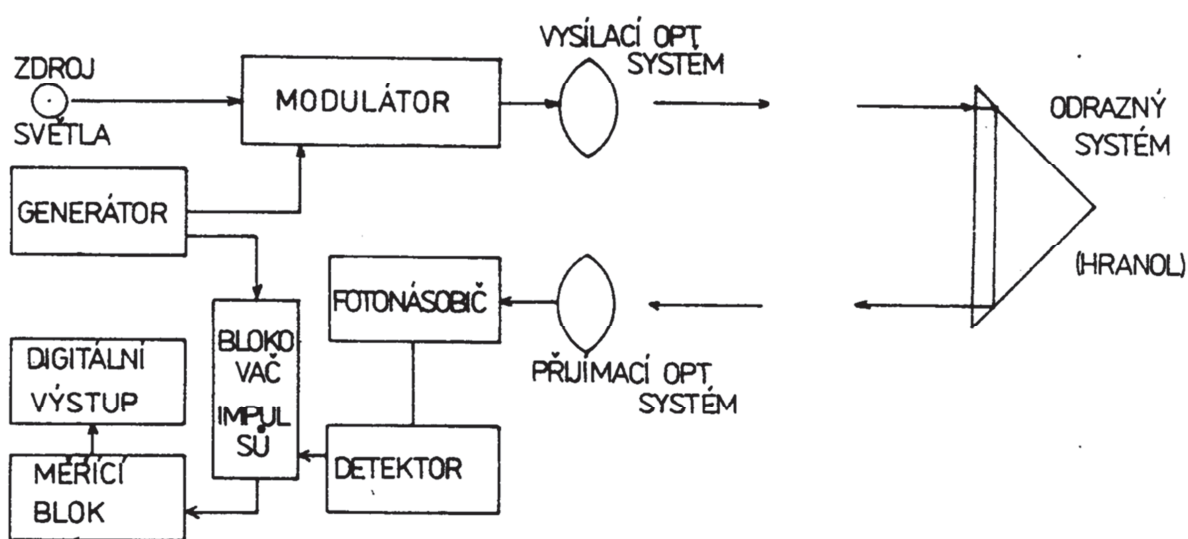 ZDROJ
SVĚTLA
MODULÁTOR
VYSÍLACÍ OPT.
SYSTÉM
ODRAZNÝ
SYSTÉM
(HRANOL)
GENERÁTOR
FOTONÁSOBIČ
PŘIJÍMACÍ OPT.
SYSTÉM
BLOKO
VAČ
IMPUL
SŮ
DETEKTOR
DIGITÁLNÍ
VÝSTUP
MĚŘÍCÍ
BLOK